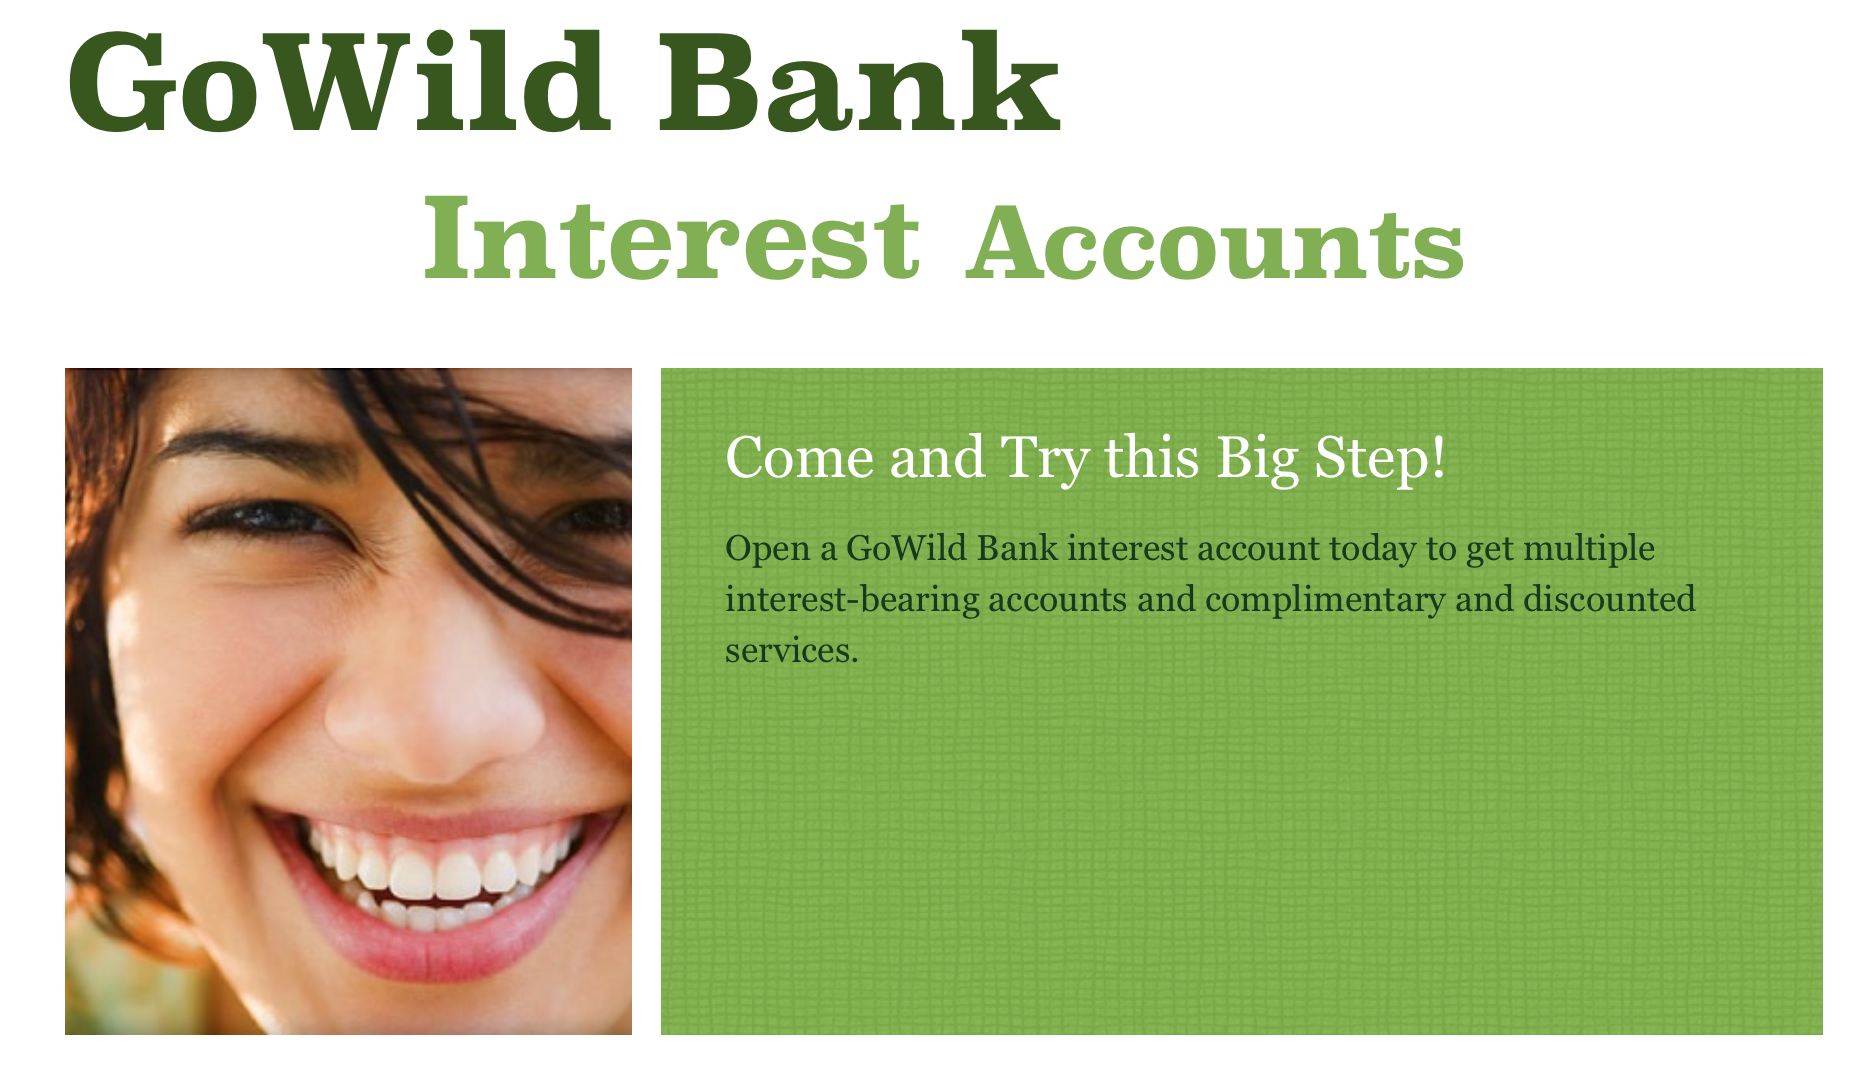 GoWild Bank
Interest Accounts
Come and Try this Big Step!
Open a GoWild Bank interest account today to get multiple
interest-bearing accounts and complimentary and discounted
services.